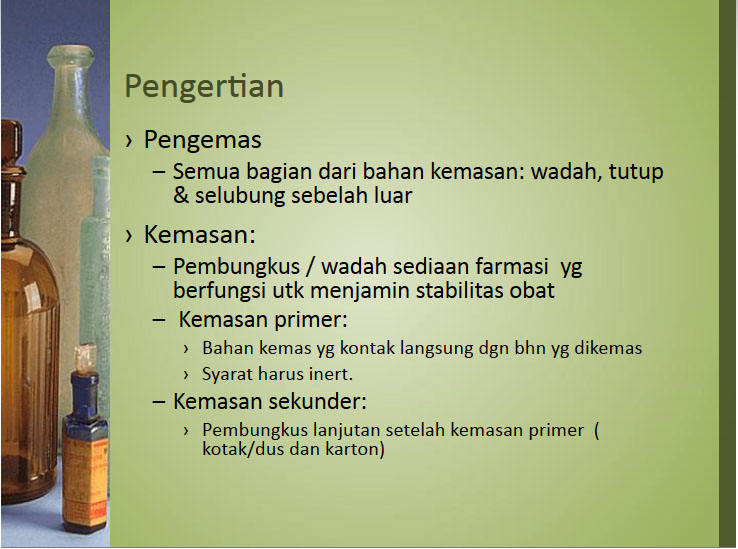 Pengertian
› Pengemas
– Semua bagian dari bahan kemasan: wadah, tutup
& selubung sebelah luar
› Kemasan:
– Pembungkus / wadah sediaan farmasi  yg
berfungsi utk menjamin stabilitas obat
–  Kemasan primer:
› Bahan kemas yg kontak langsung dgn bhn yg dikemas
› Syarat harus inert.
– Kemasan sekunder:
› Pembungkus lanjutan setelah kemasan primer  (
kotak/dus dan karton)